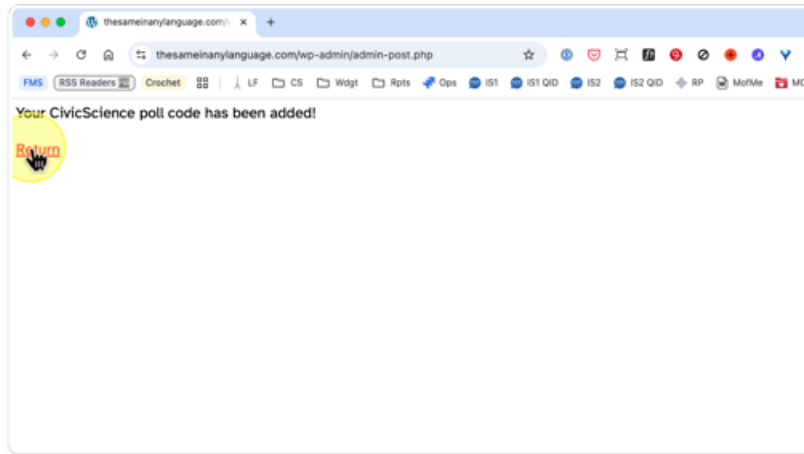 thesameinanylanguage.com/
thesameinanylanguage.com/wp-admin/admin-post.php
FMS RSS Readers Crochet LF CS Wdgt Rpts Ops IS1 IS1 QID IS2 IS2 QID RP MofMe MC
Your CivicScience poll code has been added!
Return